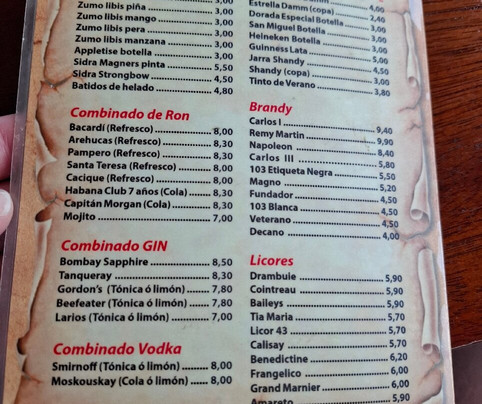 Zumo libis piña 3,00
Zumo libis mango 3,00
Zumo libis pera 3,00
Zumo libis manzana 3,00
Appletise botella 3,00
Sidra Magners pinta 5,50
Sidra Strongbow 4,50
Batidos de helado 4,80
Combinado de Ron
Bacardí (Refresco) 8,00
Arehucas (Refresco) 8,30
Pampero (Refresco) 8,30
Santa Teresa (Refresco) 8,00
Cacique (Refresco) 8,00
Habana Club 7 años (Cola) 8,30
Capitán Morgan (Cola) 8,30
Mojito 7,00
Combinado GIN
Bombay Sapphire 8,50
Tanqueray 8,30
Gordon's (Tónica ó limón) 7,80
Beefeater (Tónica ó limón) 7,80
Larios (Tónica ó limón) 7,00
Combinado Vodka
Smirnoff (Tónica ó limón) 8,00
Moskouskay (Cola ó limón) 8,00
4,00
Estrella Damm (copa) 2,40
Dorada Especial Botella 3,00
San Miguel Botella 3,00
Heineken Botella 3,00
Guinness Lata 5,00
Jarra Shandy 4,50
Shandy (copa) 3,00
Tinto de Verano 3,80
Brandy
Carlos I 9,40
Remy Martin 9,90
Napoleon 8,40
Carlos III 5,80
103 Etiqueta Negra 5,50
Magno 5,20
Fundador 4,50
103 Blanca 4,50
Veterano 4,50
Decano 4,00
Licores
Drambuie 5,90
Cointreau 5,90
Baileys 5,90
Tia Maria 5,70
Licor 43 5,70
Calisay 5,70
Benedictine 6,20
Frangelico 6,00
Grand Marnier 6,00
Amareto 5,90